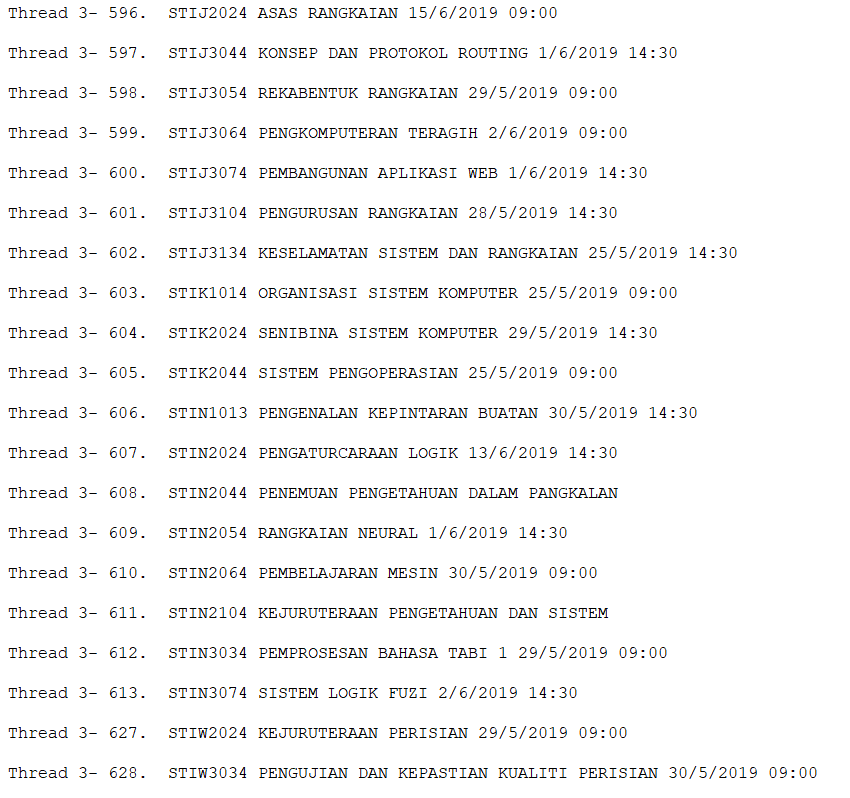 Thread 3- 596.  STIJ2024 ASAS RANGKAIAN 15/6/2019 09:00
Thread 3- 597.  STIJ3044 KONSEP DAN PROTOKOL ROUTING 1/6/2019 14:30
Thread 3- 598.  STIJ3054 REKABENTUK RANGKAIAN 29/5/2019 09:00
Thread 3- 599.  STIJ3064 PENGKOMPUTERAN TERAGIH 2/6/2019 09:00
Thread 3- 600.  STIJ3074 PEMBANGUNAN APLIKASI WEB 1/6/2019 14:30
Thread 3- 601.  STIJ3104 PENGURUSAN RANGKAIAN 28/5/2019 14:30
Thread 3- 602.  STIJ3134 KESELAMATAN SISTEM DAN RANGKAIAN 25/5/2019 14:30
Thread 3- 603.  STIK1014 ORGANISASI SISTEM KOMPUTER 25/5/2019 09:00
Thread 3- 604.  STIK2024 SENIBINA SISTEM KOMPUTER 29/5/2019 14:30
Thread 3- 605.  STIK2044 SISTEM PENGOPERASIAN 25/5/2019 09:00
Thread 3- 606.  STIN1013 PENGENALAN KEPINTARAN BUATAN 30/5/2019 14:30
Thread 3- 607.  STIN2024 PENGATURCARAAN LOGIK 13/6/2019 14:30
Thread 3- 608.  STIN2044 PENEMUAN PENGETAHUAN DALAM PANGKALAN
Thread 3- 609.  STIN2054 RANGKAIAN NEURAL 1/6/2019 14:30
Thread 3- 610.  STIN2064 PEMBELAJARAN MESIN 30/5/2019 09:00
Thread 3- 611.  STIN2104 KEJURUTERAAN PENGETAHUAN DAN SISTEM
Thread 3- 612.  STIN3034 PEMPROSESAN BAHASA TABI 1 29/5/2019 09:00
Thread 3- 613.  STIN3074 SISTEM LOGIK FUZI 2/6/2019 14:30
Thread 3- 627.  STIW2024 KEJURUTERAAN PERISIAN 29/5/2019 09:00
Thread 3- 628.  STIW3034 PENGUJIAN DAN KEPASTIAN KUALITI PERISIAN 30/5/2019 09:00